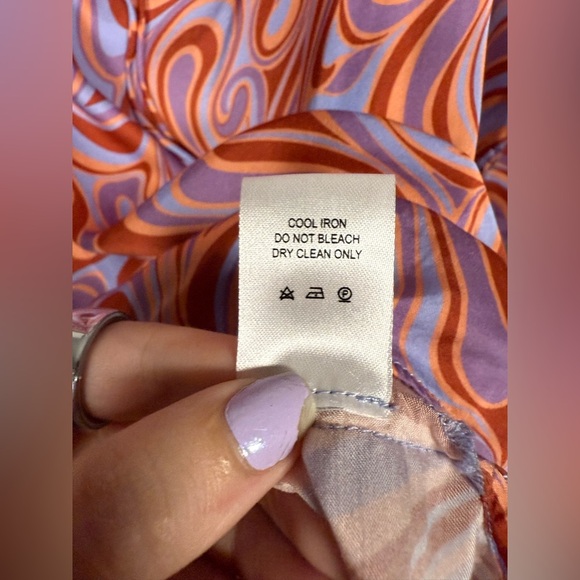 COOL IRON
DO NOT BLEACH
DRY CLEAN ONLY
P